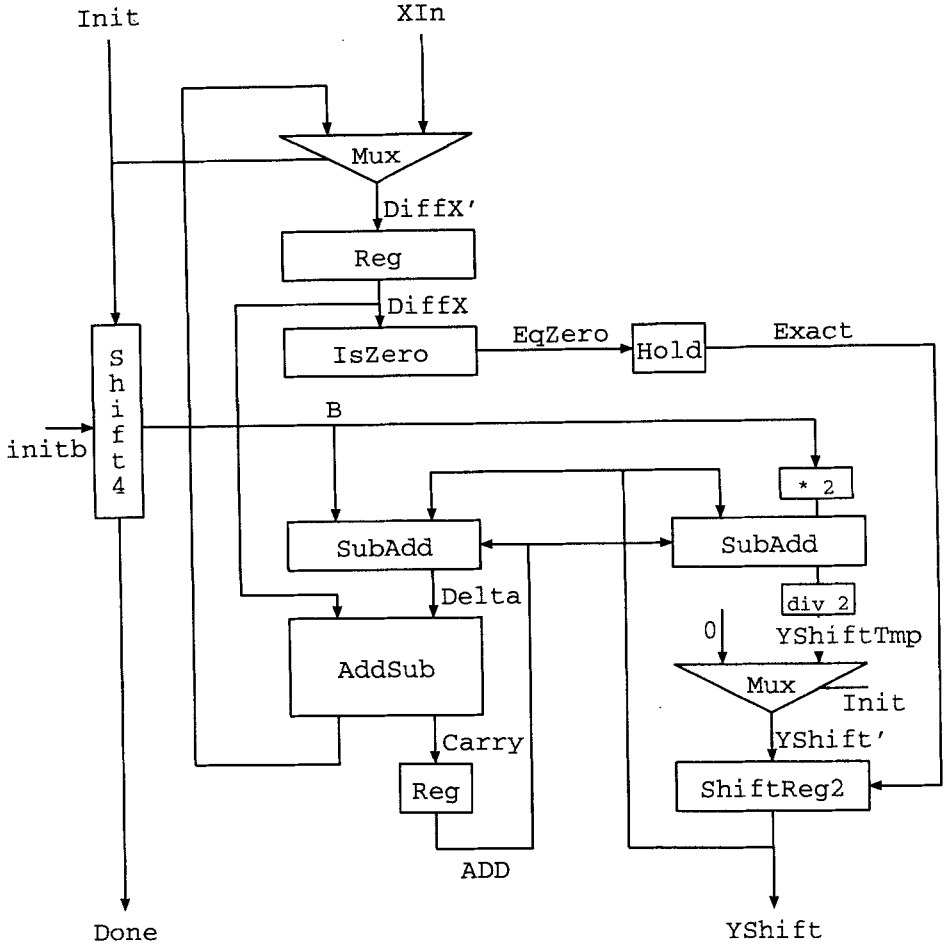 Init
XIn
Mux
DiffX'
Reg
DiffX
IsZero
EqZero
Hold
Exact
Shift4
B
initb
* 2
SubAdd
SubAdd
Delta
div 2
0
YShiftTmp
AddSub
Mux
Init
Carry
YShift'
Reg
ShiftReg2
ADD
Done
YShift